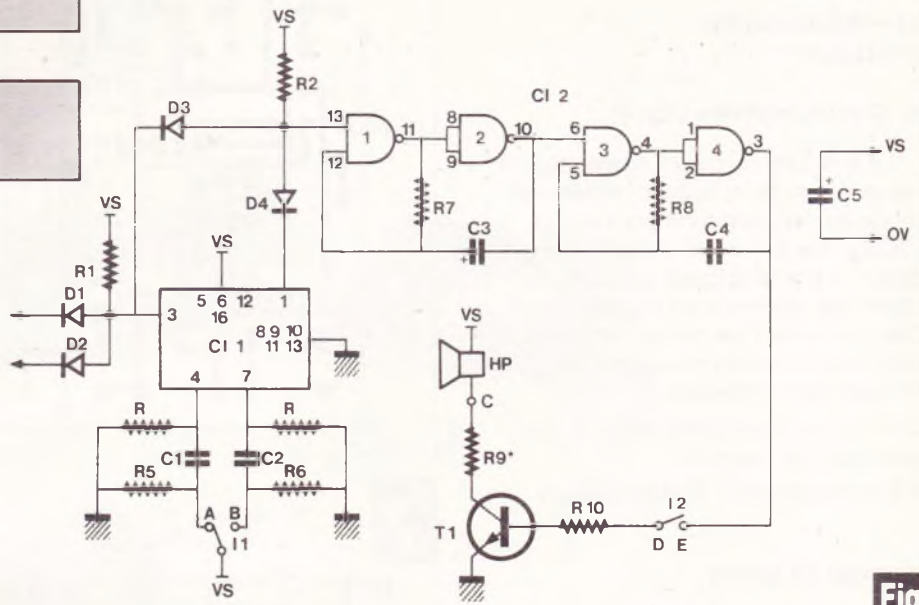 VS
R2
CI 2
D3
13
12
1
11
8
9
2
10
6
5
3
4
1
2
4
3
VS
C5
+
OV
R7
C3
+
R8
C4
D4
VS
VS
R1
D1
D2
3
5 6 12 1
16
8 9 10
CI 1 11 13
4 7
VS
HP
C
R9*
T1
R 10
I2
D E
R
R
C1
C2
R5
R6
A
B
I1
VS